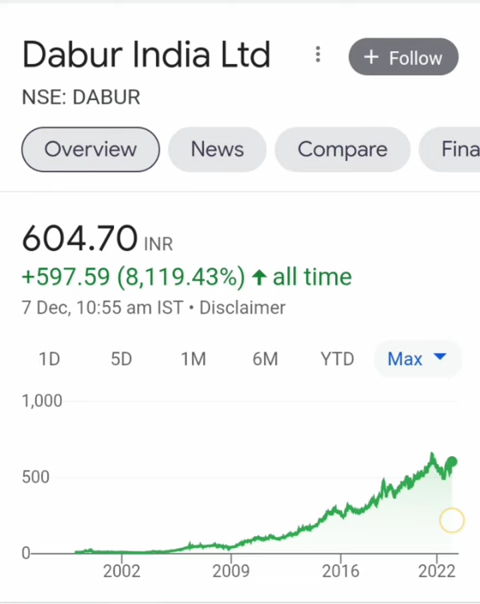 Dabur India Ltd
+ Follow
NSE: DABUR
Overview
News
Compare
Fina
604.70 INR
+597.59 (8,119.43%) ↑ all time
7 Dec, 10:55 am IST • Disclaimer
1D 5D 1M 6M YTD Max
1,000
500
0
2002 2009 2016 2022